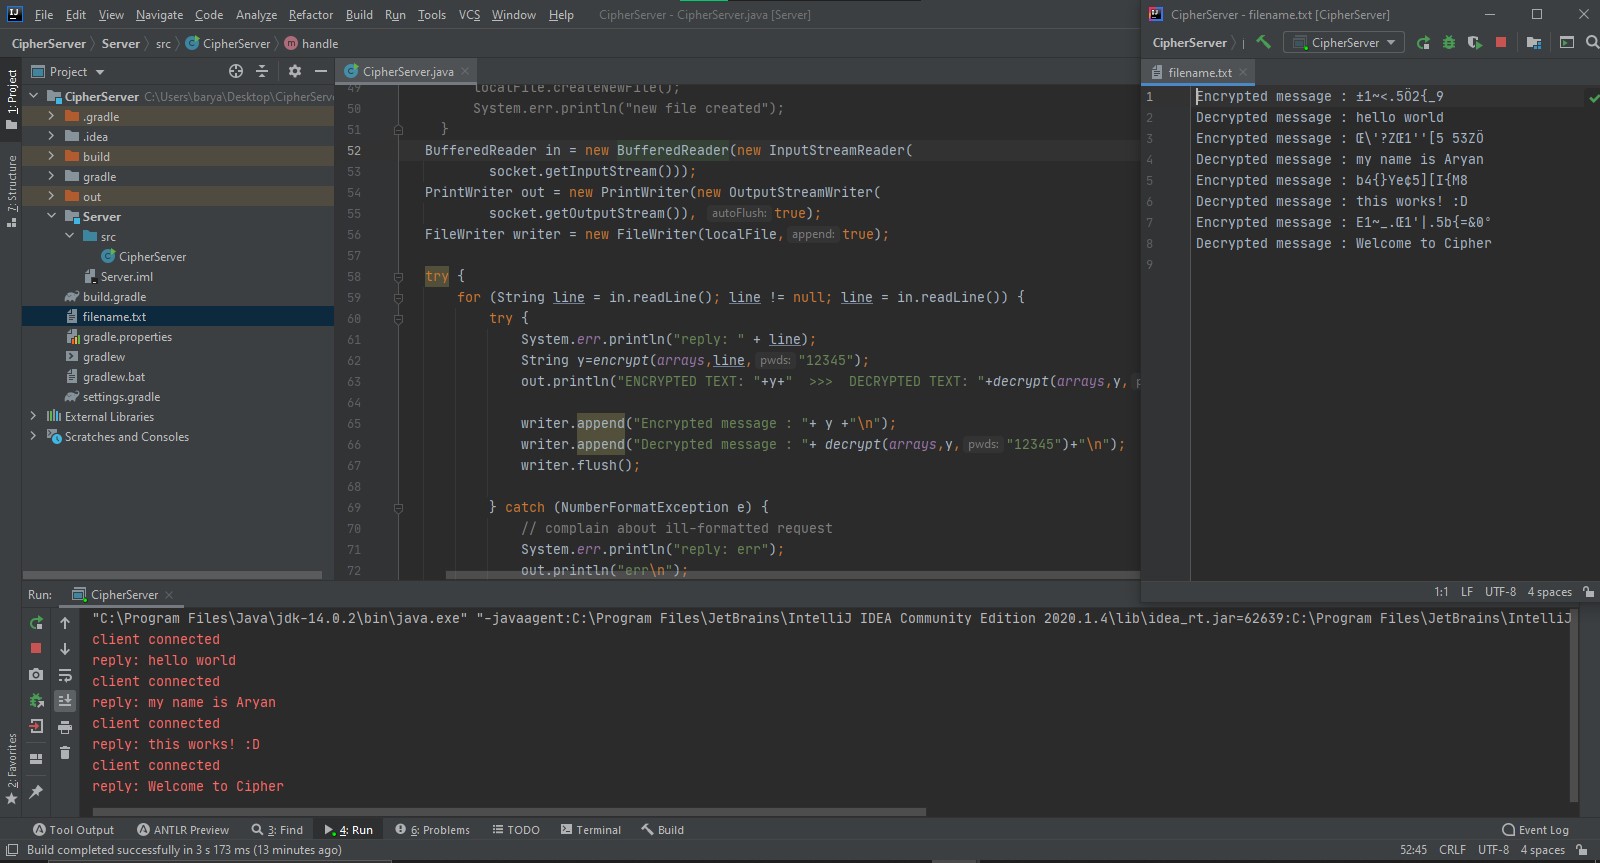 File Edit View Navigate Code Analyze Refactor Build Run Tools VCS Window Help CipherServer - CipherServer.java [Server]
CipherServer Server src CipherServer handle
Project CipherServer.java
CipherServer C:\Users\barya\Desktop\CipherServe
.gradle
.idea
build
gradle
out
Server
src
CipherServer
Server.iml
build.gradle
filename.txt
gradle.properties
gradlew
gradlew.bat
settings.gradle
External Libraries
Scratches and Consoles
1: Project
7: Structure
2: Favorites
49 localFile.createNewFile();
50 System.err.println("new file created");
51 }
52 BufferedReader in = new BufferedReader(new InputStreamReader(
53 socket.getInputStream()));
54 PrintWriter out = new PrintWriter(new OutputStreamWriter(
55 socket.getOutputStream()), autoFlush: true);
56 FileWriter writer = new FileWriter(localFile, append: true);
57
58 try {
59 for (String line = in.readLine(); line != null; line = in.readLine()) {
60 try {
61 System.err.println("reply: " + line);
62 String y=encrypt(arrays,line, pwds: "12345");
63 out.println("ENCRYPTED TEXT: "+y+" >>> DECRYPTED TEXT: "+decrypt(arrays,y,
64
65 writer.append("Encrypted message : "+ y +"\n");
66 writer.append("Decrypted message : "+ decrypt(arrays,y, pwds: "12345")+"\n");
67 writer.flush();
68
69 } catch (NumberFormatException e) {
70 // complain about ill-formatted request
71 System.err.println("reply: err");
72 out.println("err\n");
CipherServer - filename.txt [CipherServer]
CipherServer CipherServer
filename.txt
1 Encrypted message : ±1~<.5Ö2{_9
2 Decrypted message : hello world
3 Encrypted message : Œ\'?ZŒ1''[5 53ZÖ
4 Decrypted message : my name is Aryan
5 Encrypted message : b4{}Ye¢5][I{M8
6 Decrypted message : this works! :D
7 Encrypted message : E1~_.Œ1'|.5b{=&0°
8 Decrypted message : Welcome to Cipher
9
1:1 LF UTF-8 4 spaces
Run: CipherServer
"C:\Program Files\Java\jdk-14.0.2\bin\java.exe" "-javaagent:C:\Program Files\JetBrains\IntelliJ IDEA Community Edition 2020.1.4\lib\idea_rt.jar=62639:C:\Program Files\JetBrains\IntelliJ
client connected
reply: hello world
client connected
reply: my name is Aryan
client connected
reply: this works! :D
client connected
reply: Welcome to Cipher
Tool Output ANTLR Preview 3: Find 4: Run 6: Problems TODO Terminal Build Event Log
Build completed successfully in 3 s 173 ms (13 minutes ago) 52:45 CRLF UTF-8 4 spaces